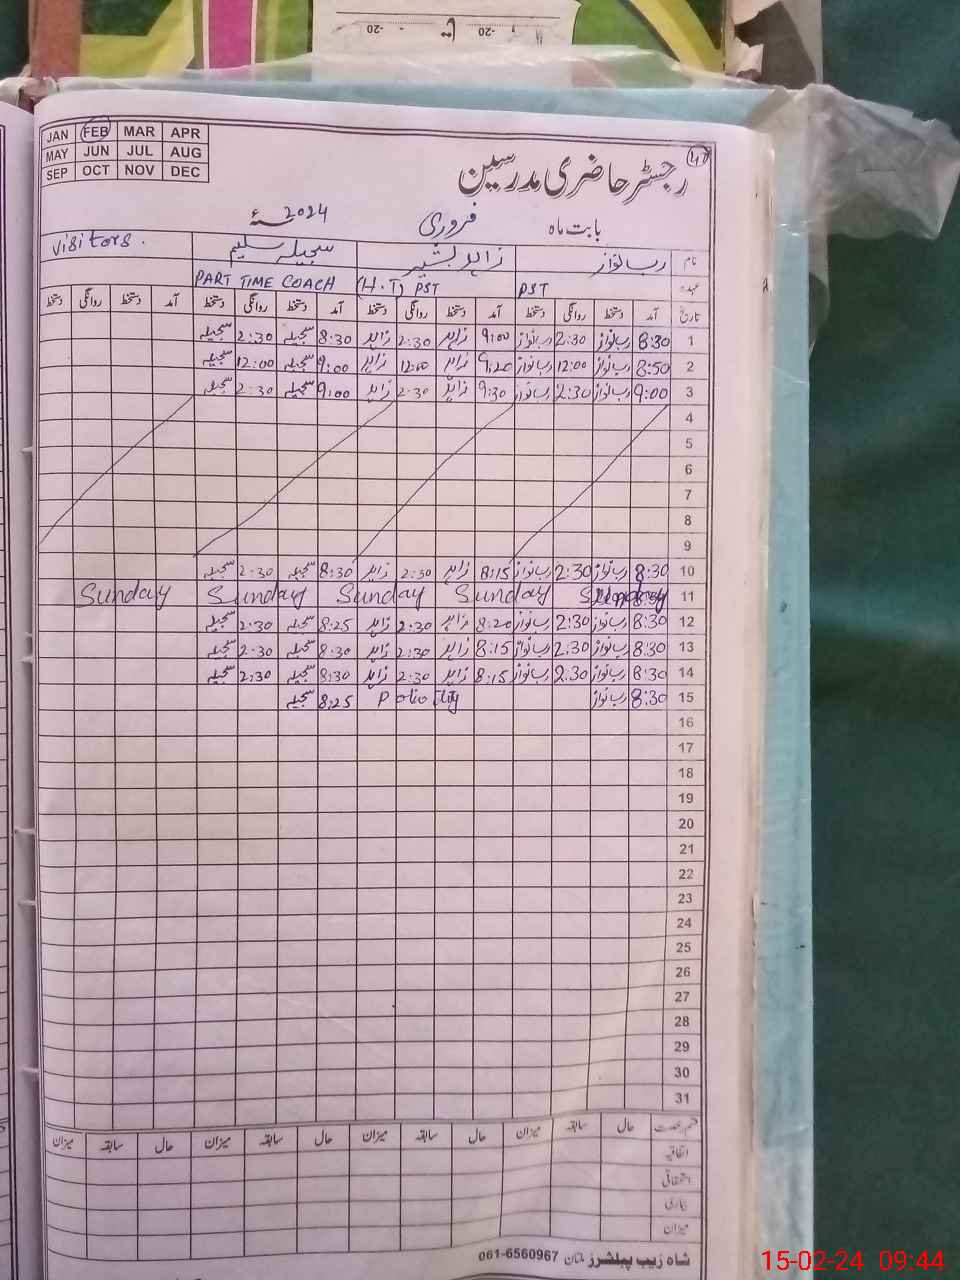 -20 -20
JAN FEB MAR APR
MAY JUN JUL AUG
SEP OCT NOV DEC
رجسٹر حاضری مدرسین
بابت ماہ فروری 2024ء
نام رب نواز زاہد بشیر سجیلہ سلیم Visitors.
عہدہ PST (H.T) PST PART TIME COACH
تاریخ آمد دستخط روانگی دستخط آمد دستخط روانگی دستخط آمد دستخط روانگی دستخط آمد دستخط روانگی دستخط
1 8:30 رب نواز 2:30 رب نواز 9:00 زاہد 2:30 زاہد 8:30 سجیلہ 2:30 سجیلہ
2 8:50 رب نواز 12:00 رب نواز 9:20 زاہد 12:00 زاہد 9:00 سجیلہ 12:00 سجیلہ
3 9:00 رب نواز 2:30 رب نواز 9:30 زاہد 2:30 زاہد 9:00 سجیلہ 2:30 سجیلہ
4
5
6
7
8
9
10 8:30 رب نواز 2:30 رب نواز 8:15 زاہد 2:30 زاہد 8:30 سجیلہ 2:30 سجیلہ
11 Sunday Sunday Sunday Sunday Sunday
12 8:30 رب نواز 2:30 رب نواز 8:20 زاہد 2:30 زاہد 8:25 سجیلہ 2:30 سجیلہ
13 8:30 رب نواز 2:30 رب نواز 8:15 زاہد 2:30 زاہد 8:30 سجیلہ 2:30 سجیلہ
14 8:30 رب نواز 2:30 رب نواز 8:15 زاہد 2:30 زاہد 8:30 سجیلہ 2:30 سجیلہ
15 8:30 رب نواز Polio 8:25 سجیلہ
16
17
18
19
20
21
22
23
24
25
26
27
28
29
30
31
حال سابقہ میزان حال سابقہ میزان حال سابقہ میزان حال سابقہ میزان
اتفاقیہ
استحقاقی
بیماری
میزان
شاہ زیب پبلشرز ملتان 061-6560967
15-02-24 09:44